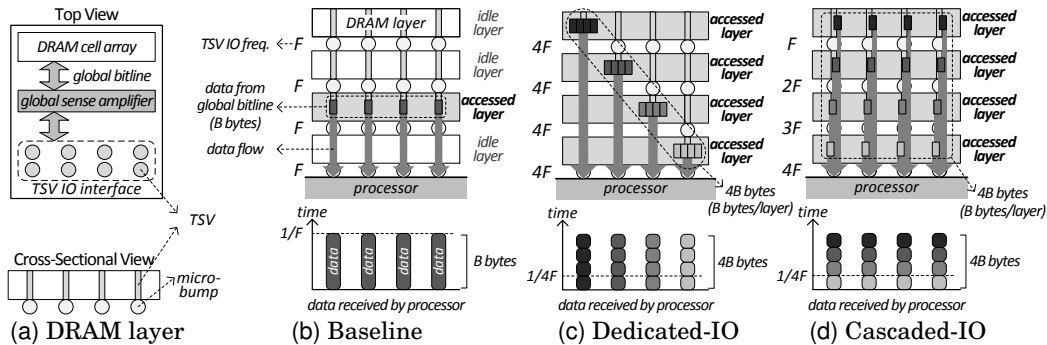 Top View
DRAM cell array
global bitline
global sense amplifier
TSV IO interface
TSV
Cross-Sectional View
micro-
bump
(a) DRAM layer
DRAM layer
idle
layer
TSV IO freq.
F
idle
layer
F
data from
global bitline
(B bytes)
accessed
layer
F
data flow
idle
layer
F
processor
time
1/F
data
data
data
data
B bytes
data received by processor
(b) Baseline
accessed
layer
4F
accessed
layer
4F
accessed
layer
4F
accessed
layer
4F
processor
4B bytes
(B bytes/layer)
time
1/4F
4B bytes
data received by processor
(c) Dedicated-IO
accessed
layer
F
accessed
layer
2F
accessed
layer
3F
accessed
layer
4F
processor
4B bytes
(B bytes/layer)
time
1/4F
4B bytes
data received by processor
(d) Cascaded-IO